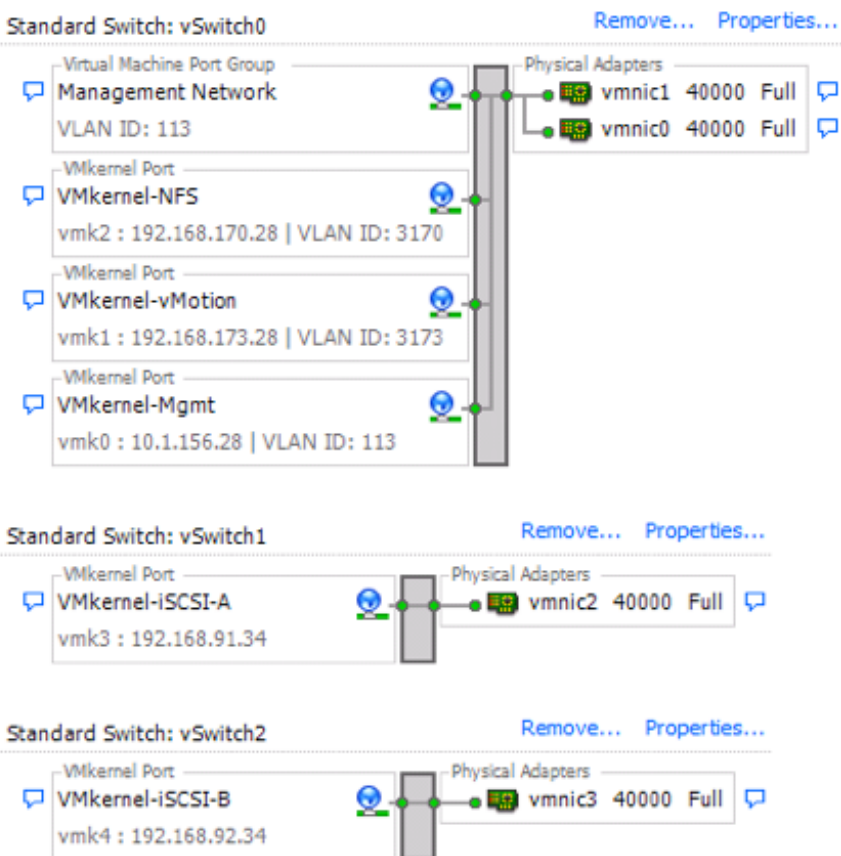 Standard Switch: vSwitch0 Remove... Properties...
Virtual Machine Port Group Physical Adapters
Management Network vmnic1 40000 Full
VLAN ID: 113 vmnic0 40000 Full
VMkernel Port
VMkernel-NFS
vmk2 : 192.168.170.28 | VLAN ID: 3170
VMkernel Port
VMkernel-vMotion
vmk1 : 192.168.173.28 | VLAN ID: 3173
VMkernel Port
VMkernel-Mgmt
vmk0 : 10.1.156.28 | VLAN ID: 113
Standard Switch: vSwitch1 Remove... Properties...
VMkernel Port Physical Adapters
VMkernel-iSCSI-A vmnic2 40000 Full
vmk3 : 192.168.91.34
Standard Switch: vSwitch2 Remove... Properties...
VMkernel Port Physical Adapters
VMkernel-iSCSI-B vmnic3 40000 Full
vmk4 : 192.168.92.34